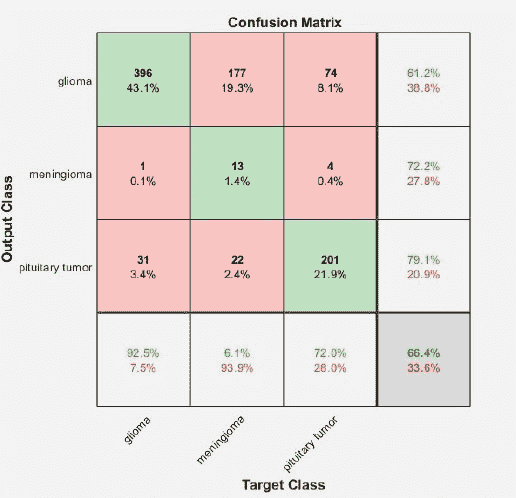 Confusion Matrix
glioma
396 177 74 61.2%
43.1% 19.3% 8.1% 38.8%
meningioma
1 13 4 72.2%
0.1% 1.4% 0.4% 27.8%
pituitary tumor
31 22 201 79.1%
3.4% 2.4% 21.9% 20.9%
92.5% 6.1% 72.0% 66.4%
7.5% 93.9% 28.0% 33.6%
glioma
meningioma
pituitary tumor
Output Class
Target Class